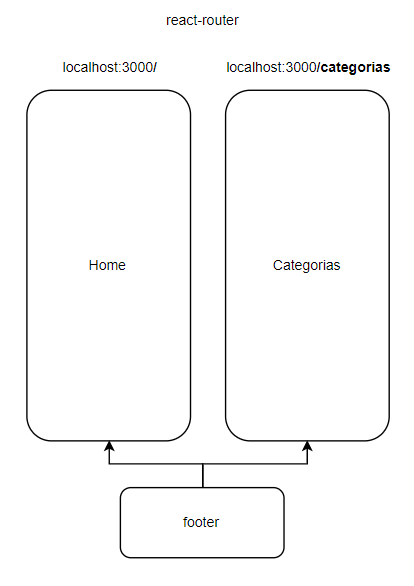 react-router
localhost:3000/
localhost:3000/categorias
Home
Categorias
footer